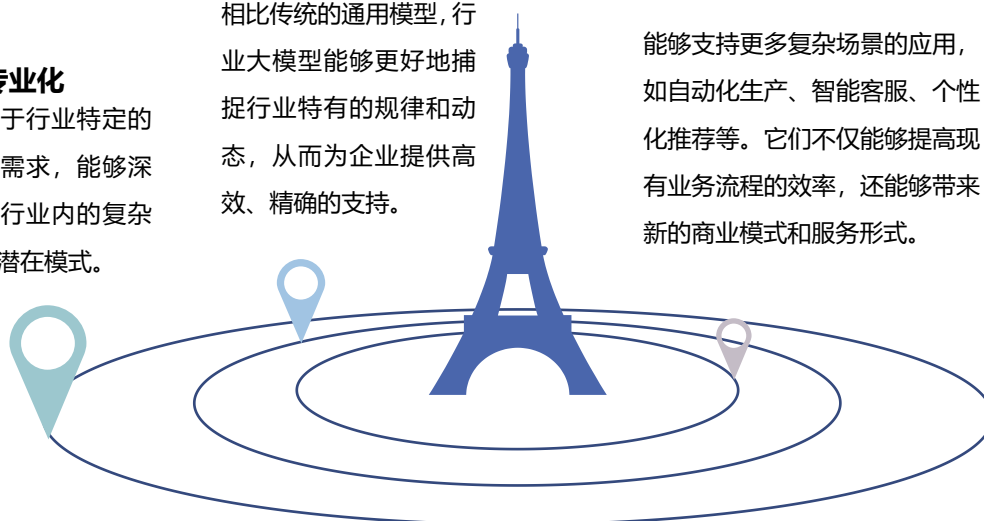 专业化
于行业特定的
需求，能够深
行业内的复杂
潜在模式。
相比传统的通用模型，行
业大模型能够更好地捕
捉行业特有的规律和动
态，从而为企业提供高
效、精确的支持。
能够支持更多复杂场景的应用，
如自动化生产、智能客服、个性
化推荐等。它们不仅能够提高现
有业务流程的效率，还能够带来
新的商业模式和服务形式。